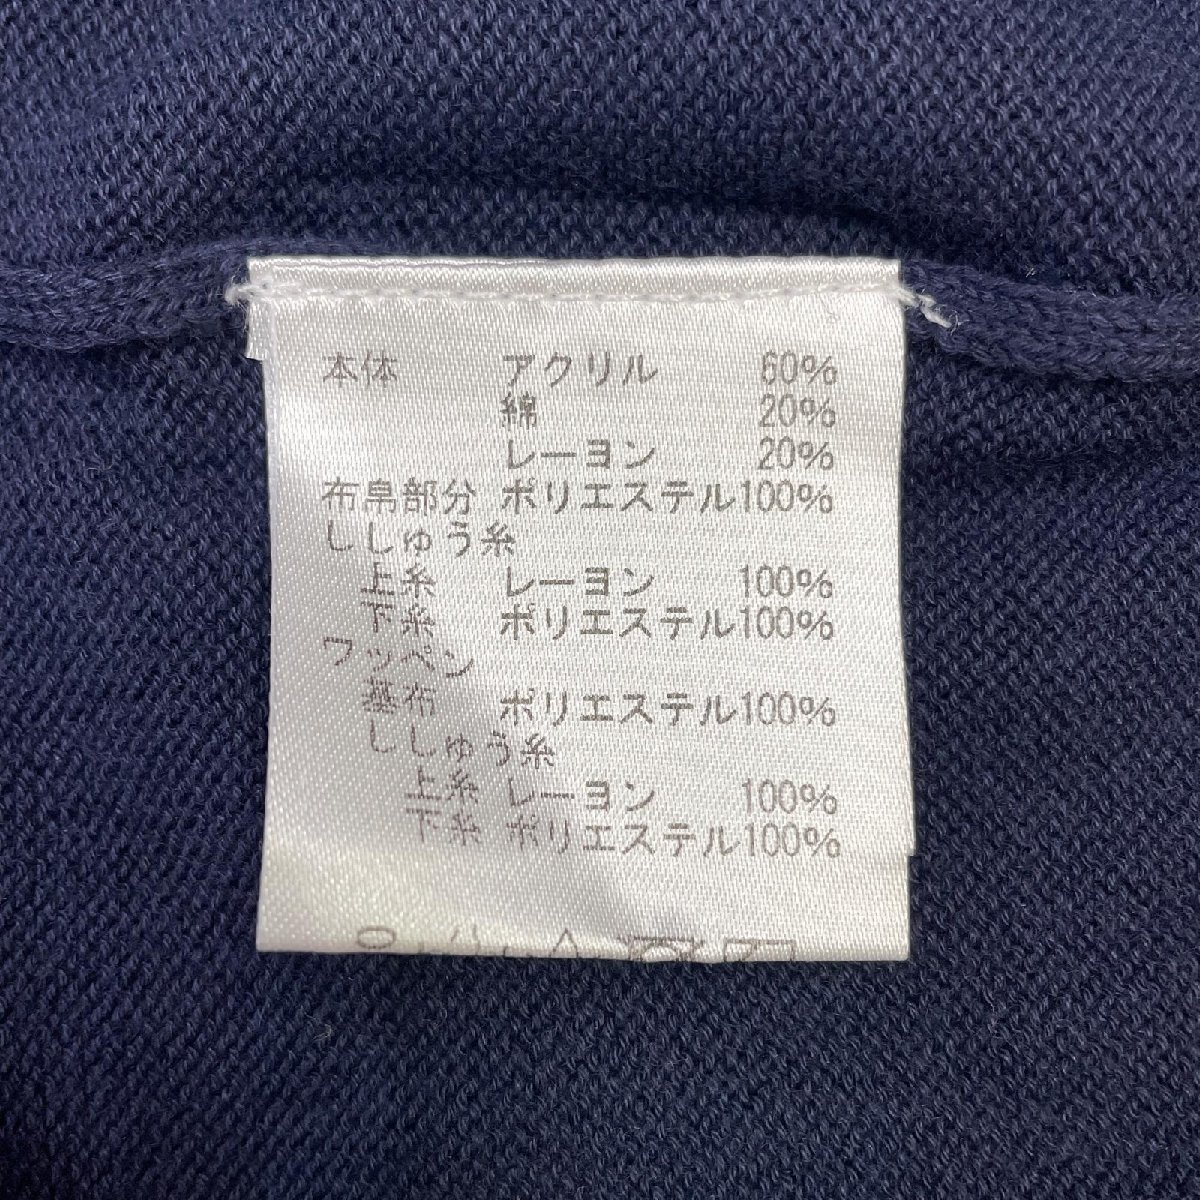 本体 アクリル 60%
綿 20%
レーヨン 20%
布帛部分 ポリエステル100%
ししゅう糸
上糸 レーヨン 100%
下糸 ポリエステル100%
ワッペン
基布 ポリエステル100%
ししゅう糸
上糸 レーヨン 100%
下糸 ポリエステル100%